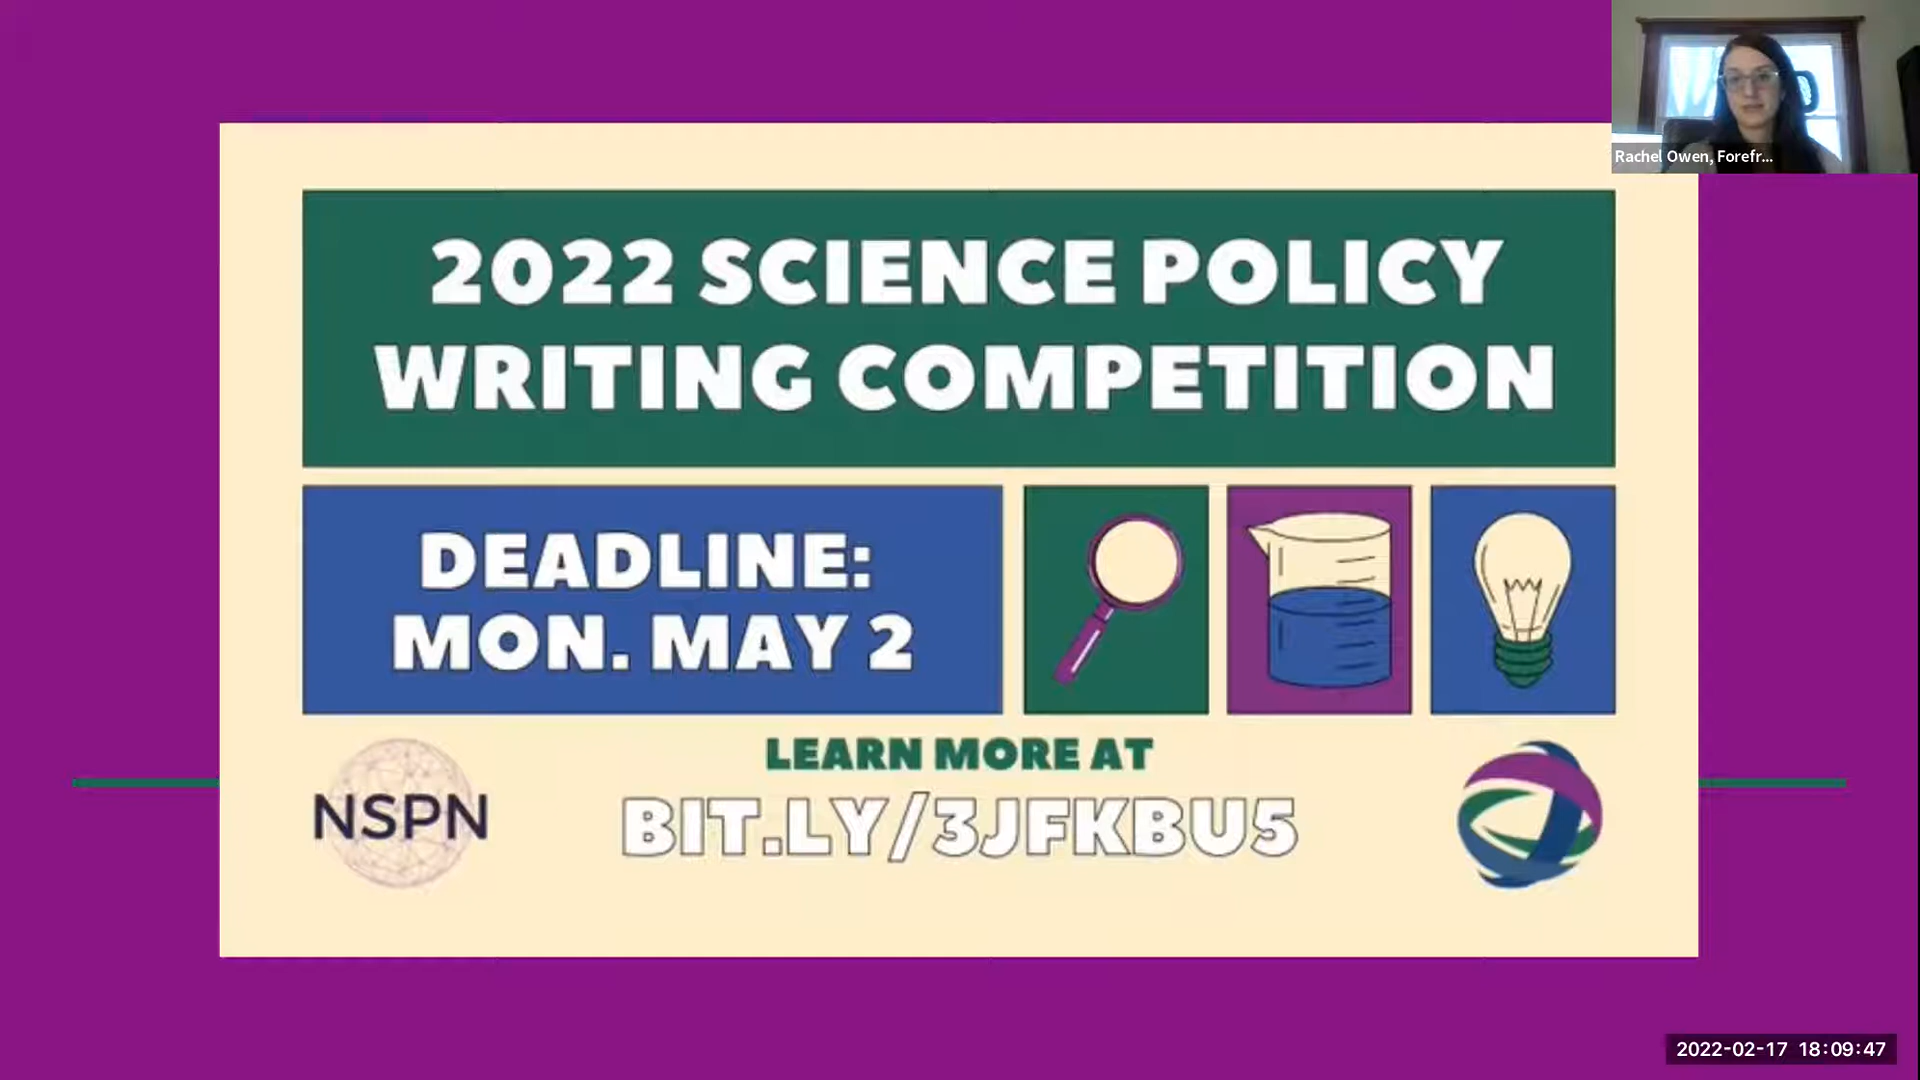 Rachel Owen, Forefr...
2022 SCIENCE POLICY
WRITING COMPETITION
DEADLINE:
MON. MAY 2
LEARN MORE AT
NSPN
BIT.LY/3JFKBU5
2022-02-17 18:09:47